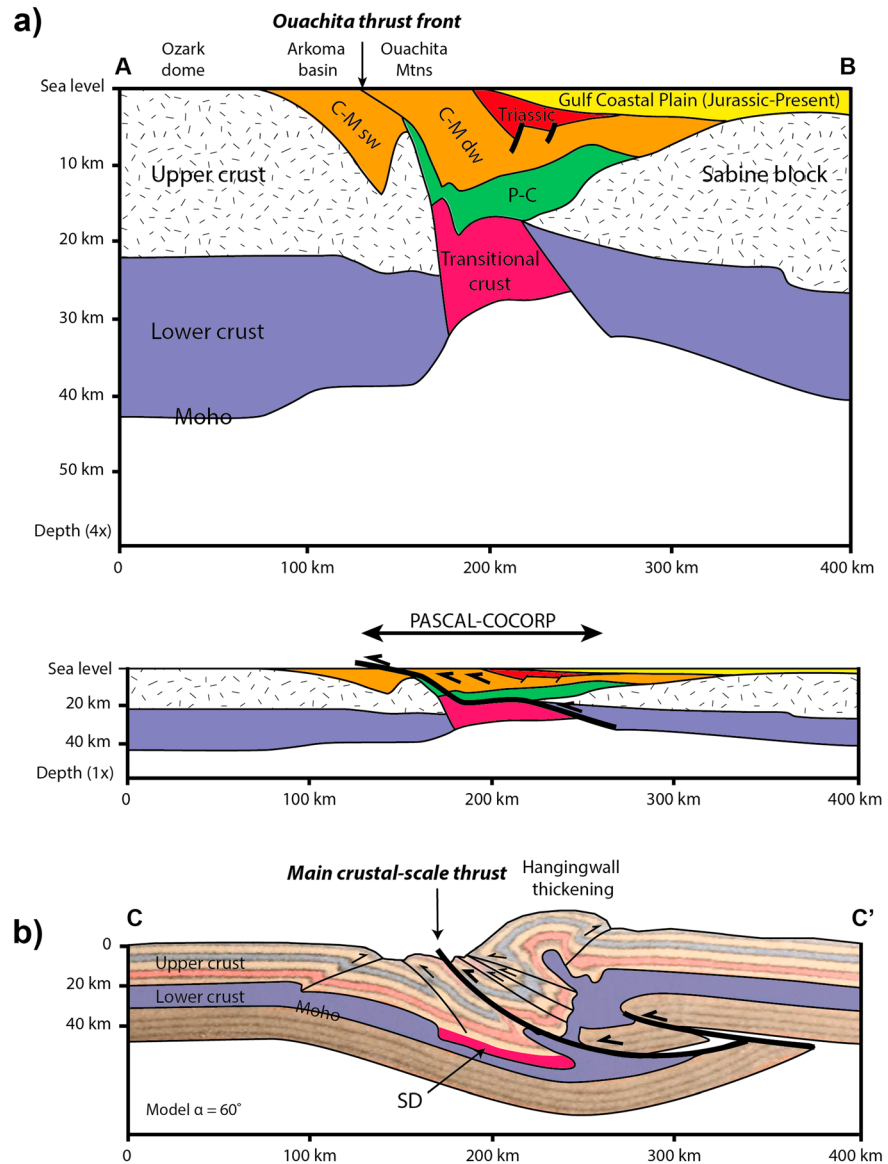 a)
Ouachita thrust front
Ozark
dome
Arkoma
basin
Ouachita
Mtns
A
B
Sea level
10 km
20 km
30 km
40 km
50 km
Depth (4x)
C-M sw
C-M dw
Triassic
Gulf Coastal Plain (Jurassic-Present)
Upper crust
P-C
Sabine block
Transitional
crust
Lower crust
Moho
0
100 km
200 km
300 km
400 km
PASCAL-COCORP
Sea level
20 km
40 km
Depth (1x)
0
100 km
200 km
300 km
400 km
Main crustal-scale thrust
Hangingwall
thickening
b)
C
C'
0
20 km
40 km
Upper crust
Lower crust
Moho
SD
Model α = 60°
0
100 km
200 km
300 km
400 km